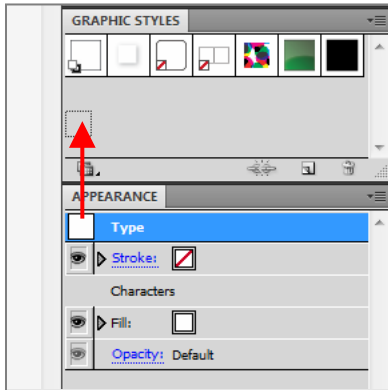 GRAPHIC STYLES
APPEARANCE
Type
Stroke:
Characters
Fill:
Opacity: Default